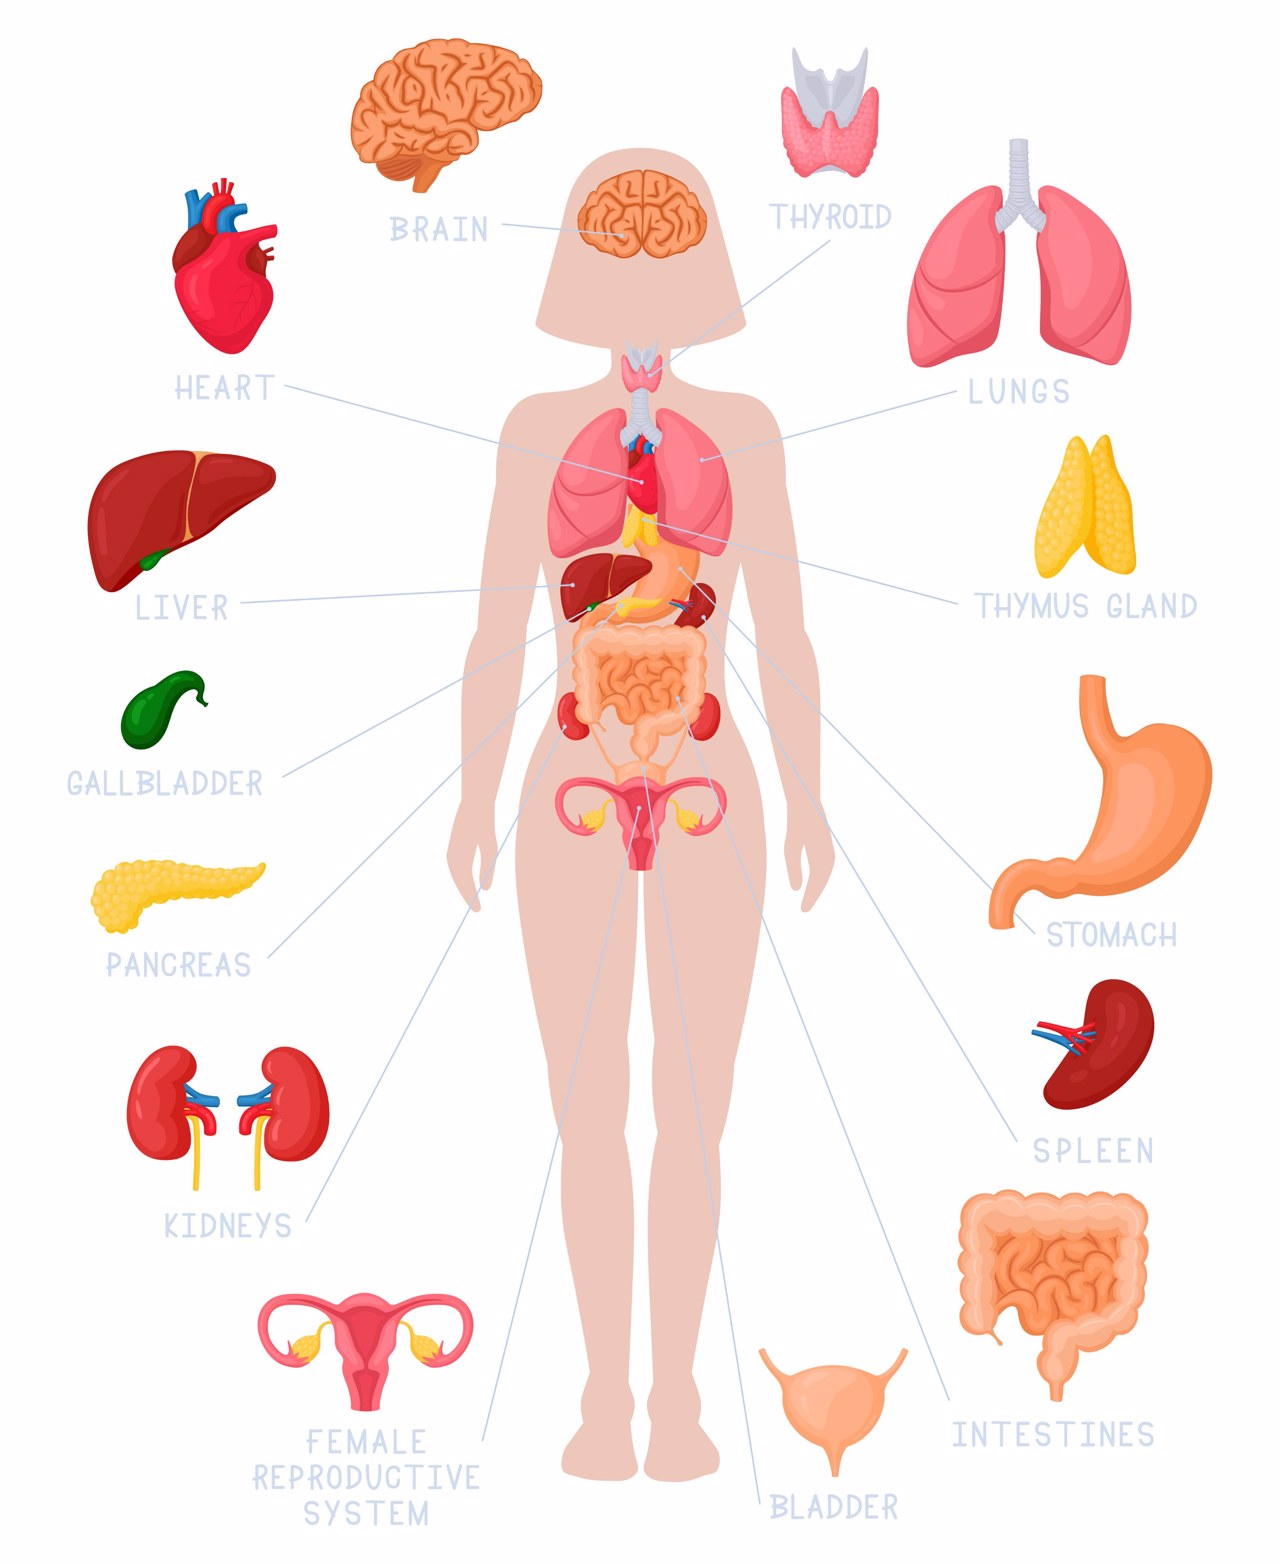 THYROID
BRAIN
HEART
LUNGS
LIVER
THYMUS GLAND
GALLBLADDER
STOMACH
PANCREAS
SPLEEN
KIDNEYS
INTESTINES
FEMALE
REPRODUCTIVE
SYSTEM
BLADDER